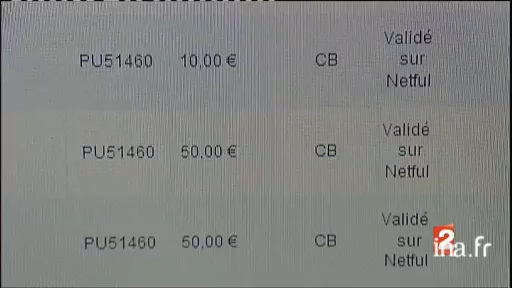 PU51460 10,00 € CB Validé sur Netful
PU51460 50,00 € CB Validé sur Netful
PU51460 50,00 € CB Validé sur Netful
2
ina.fr